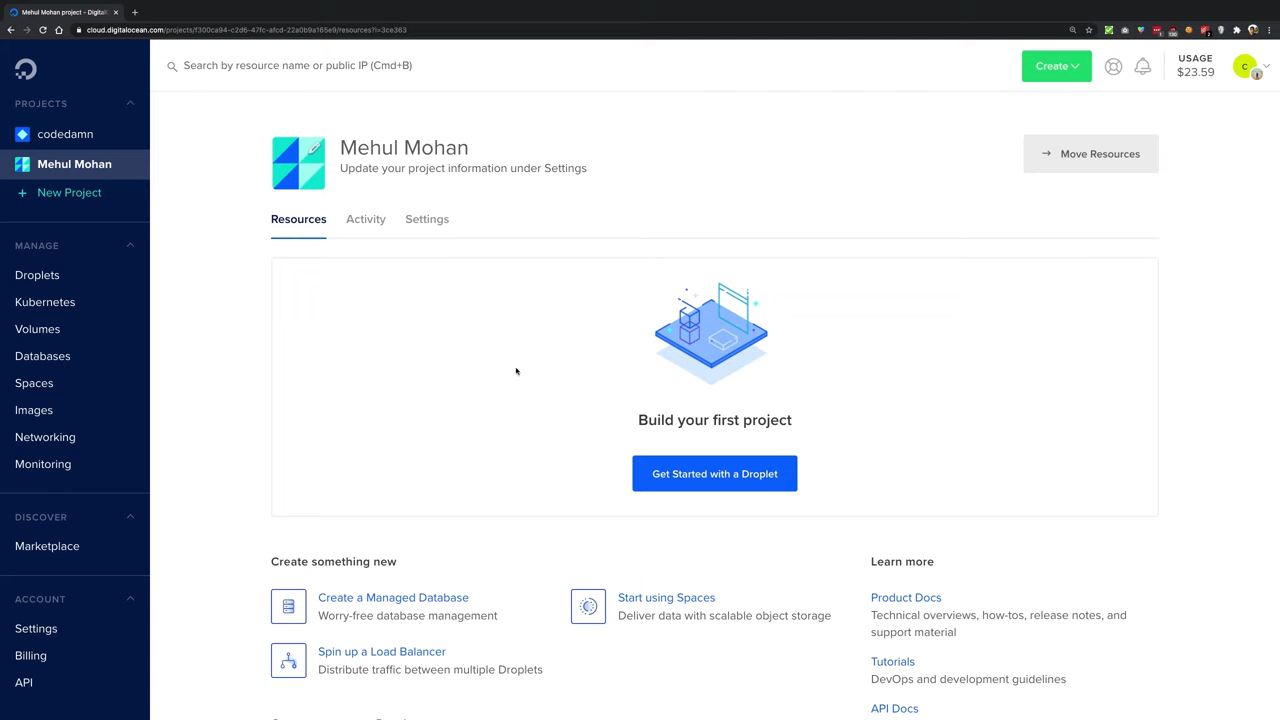 Mehul Mohan project - DigitalO
cloud.digitalocean.com/projects/f300ca94-c2d6-47fc-afcd-22a0b9a165e9/resources?i=3ce363
Search by resource name or public IP (Cmd+B)
Create
USAGE
$23.59
C
PROJECTS
codedamn
Mehul Mohan
+ New Project
MANAGE
Droplets
Kubernetes
Volumes
Databases
Spaces
Images
Networking
Monitoring
DISCOVER
Marketplace
ACCOUNT
Settings
Billing
API
Mehul Mohan
Update your project information under Settings
Move Resources
Resources Activity Settings
Build your first project
Get Started with a Droplet
Create something new
Create a Managed Database
Worry-free database management
Start using Spaces
Deliver data with scalable object storage
Spin up a Load Balancer
Distribute traffic between multiple Droplets
Learn more
Product Docs
Technical overviews, how-tos, release notes, and
support material
Tutorials
DevOps and development guidelines
API Docs